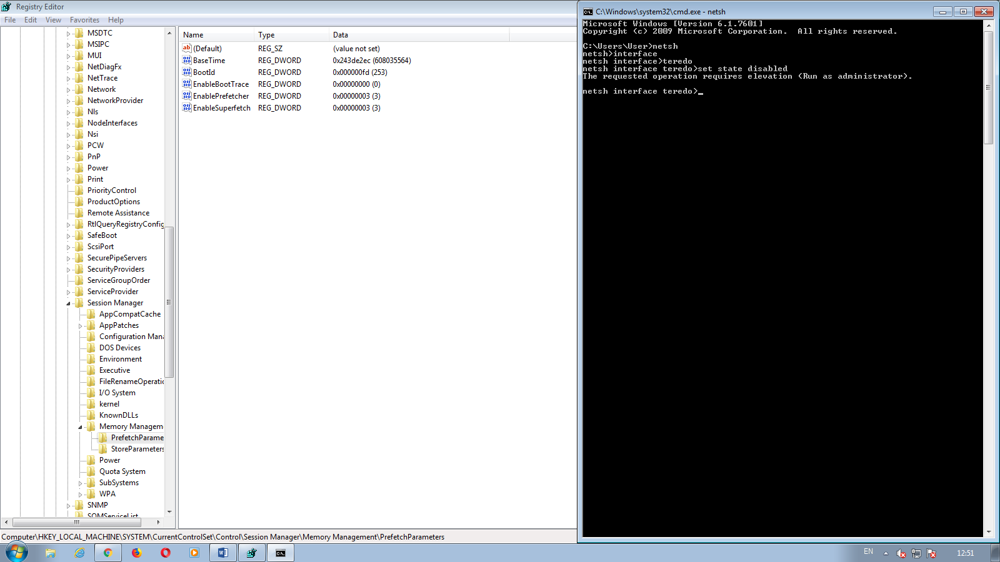 Registry Editor
File Edit View Favorites Help
MSDTC
MSIPC
MUI
NetDiagFx
NetTrace
Network
NetworkProvider
Nls
NodeInterfaces
Nsi
PCW
PnP
Power
Print
PriorityControl
ProductOptions
Remote Assistance
RtlQueryRegistryConfig
SafeBoot
ScsiPort
SecurePipeServers
SecurityProviders
ServiceGroupOrder
ServiceProvider
Session Manager
AppCompatCache
AppPatches
Configuration Mana
DOS Devices
Environment
Executive
FileRenameOperatio
I/O System
kernel
KnownDLLs
Memory Managem
PrefetchParame
StoreParameters
Power
Quota System
SubSystems
WPA
SNMP
SQMServiceList
Name Type Data
(Default) REG_SZ (value not set)
BaseTime REG_DWORD 0x243de2ec (608035564)
BootId REG_DWORD 0x000000fd (253)
EnableBootTrace REG_DWORD 0x00000000 (0)
EnablePrefetcher REG_DWORD 0x00000003 (3)
EnableSuperfetch REG_DWORD 0x00000003 (3)
Computer\HKEY_LOCAL_MACHINE\SYSTEM\CurrentControlSet\Control\Session Manager\Memory Management\PrefetchParameters
C:\Windows\system32\cmd.exe - netsh
Microsoft Windows [Version 6.1.7601]
Copyright (c) 2009 Microsoft Corporation.  All rights reserved.
C:\Users\User>netsh
netsh>interface
netsh interface>teredo
netsh interface teredo>set state disabled
The requested operation requires elevation (Run as administrator).
netsh interface teredo>_
EN
12:51